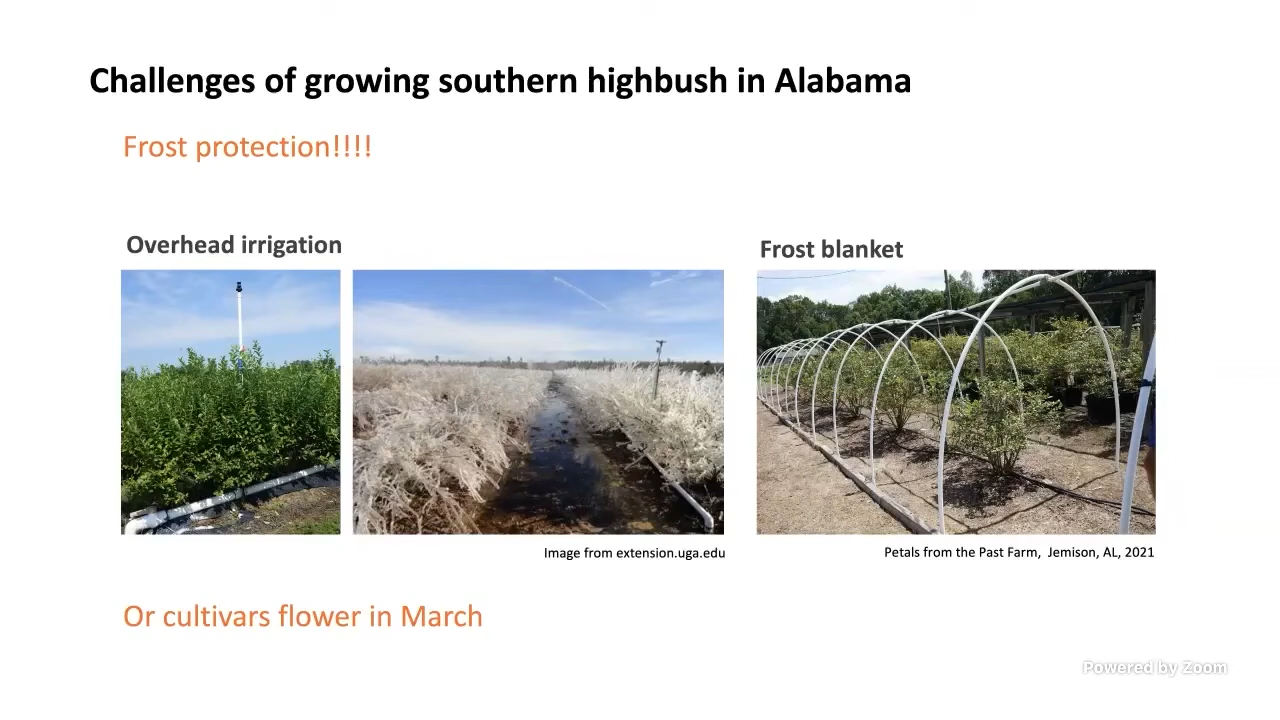 Challenges of growing southern highbush in Alabama
Frost protection!!!!
Overhead irrigation
Frost blanket
Image from extension.uga.edu
Petals from the Past Farm, Jemison, AL, 2021
Or cultivars flower in March
Powered by Zoom